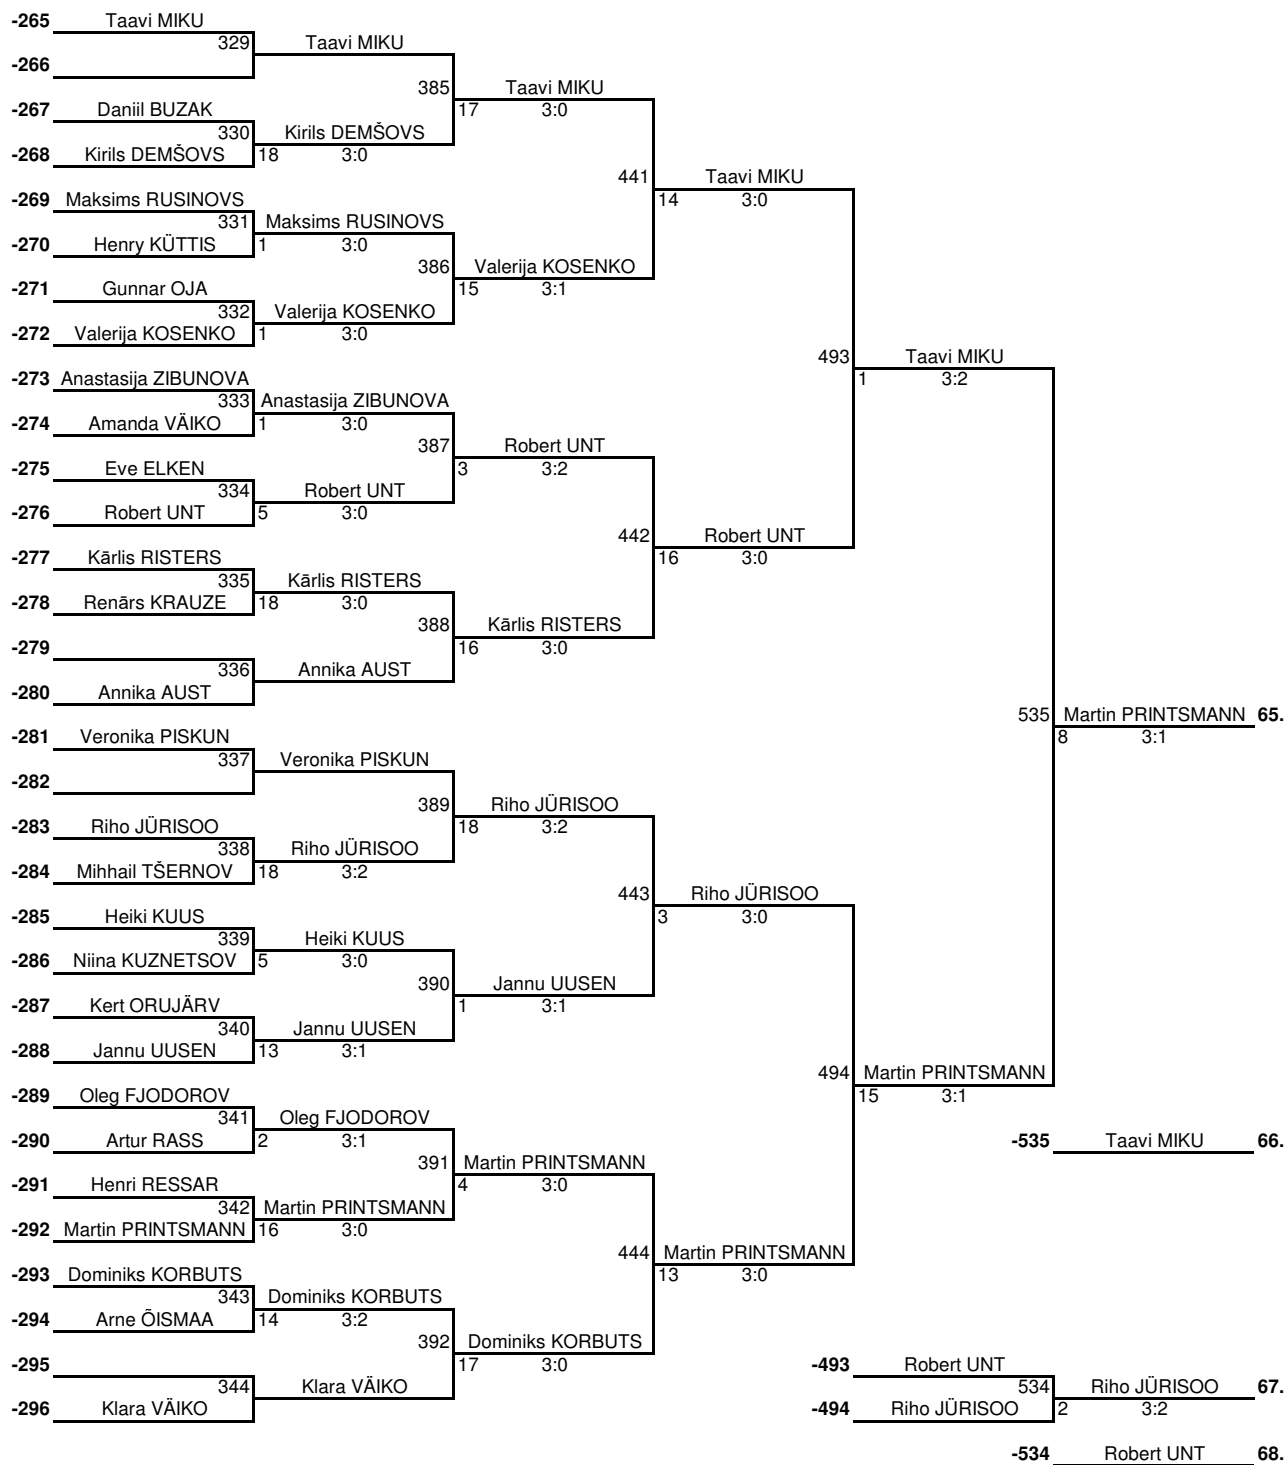 -265 Taavi MIKU
329 Taavi MIKU
-266
385 Taavi MIKU
-267 Daniil BUZAK
17 3:0
330 Kirils DEMŠOVS
-268 Kirils DEMŠOVS 18 3:0
441 Taavi MIKU
-269 Maksims RUSINOVS
14 3:0
331 Maksims RUSINOVS
-270 Henry KÜTTIS 1 3:0
386 Valerija KOSENKO
-271 Gunnar OJA
15 3:1
332 Valerija KOSENKO
-272 Valerija KOSENKO 1 3:0
493 Taavi MIKU
-273 Anastasija ZIBUNOVA
1 3:2
333 Anastasija ZIBUNOVA
-274 Amanda VÄIKO 1 3:0
387 Robert UNT
-275 Eve ELKEN
3 3:2
334 Robert UNT
-276 Robert UNT 5 3:0
442 Robert UNT
-277 Kārlis RISTERS
16 3:0
335 Kārlis RISTERS
-278 Renārs KRAUZE 18 3:0
388 Kārlis RISTERS
-279
16 3:0
336 Annika AUST
-280 Annika AUST
535 Martin PRINTSMANN 65.
-281 Veronika PISKUN
8 3:1
337 Veronika PISKUN
-282
389 Riho JÜRISOO
-283 Riho JÜRISOO
18 3:2
338 Riho JÜRISOO
-284 Mihhail TŠERNOV 18 3:2
443 Riho JÜRISOO
-285 Heiki KUUS
3 3:0
339 Heiki KUUS
-286 Niina KUZNETSOV 5 3:0
390 Jannu UUSEN
-287 Kert ORUJÄRV
1 3:1
340 Jannu UUSEN
-288 Jannu UUSEN 13 3:1
494 Martin PRINTSMANN
-289 Oleg FJODOROV
15 3:1
341 Oleg FJODOROV
-290 Artur RASS 2 3:1
-535 Taavi MIKU 66.
391 Martin PRINTSMANN
-291 Henri RESSAR
4 3:0
342 Martin PRINTSMANN
-292 Martin PRINTSMANN 16 3:0
444 Martin PRINTSMANN
-293 Dominiks KORBUTS
13 3:0
343 Dominiks KORBUTS
-294 Arne ÕISMAA 14 3:2
392 Dominiks KORBUTS
-295
17 3:0
-493 Robert UNT
344 Klara VÄIKO
534 Riho JÜRISOO 67.
-296 Klara VÄIKO
-494 Riho JÜRISOO 2 3:2
-534 Robert UNT 68.